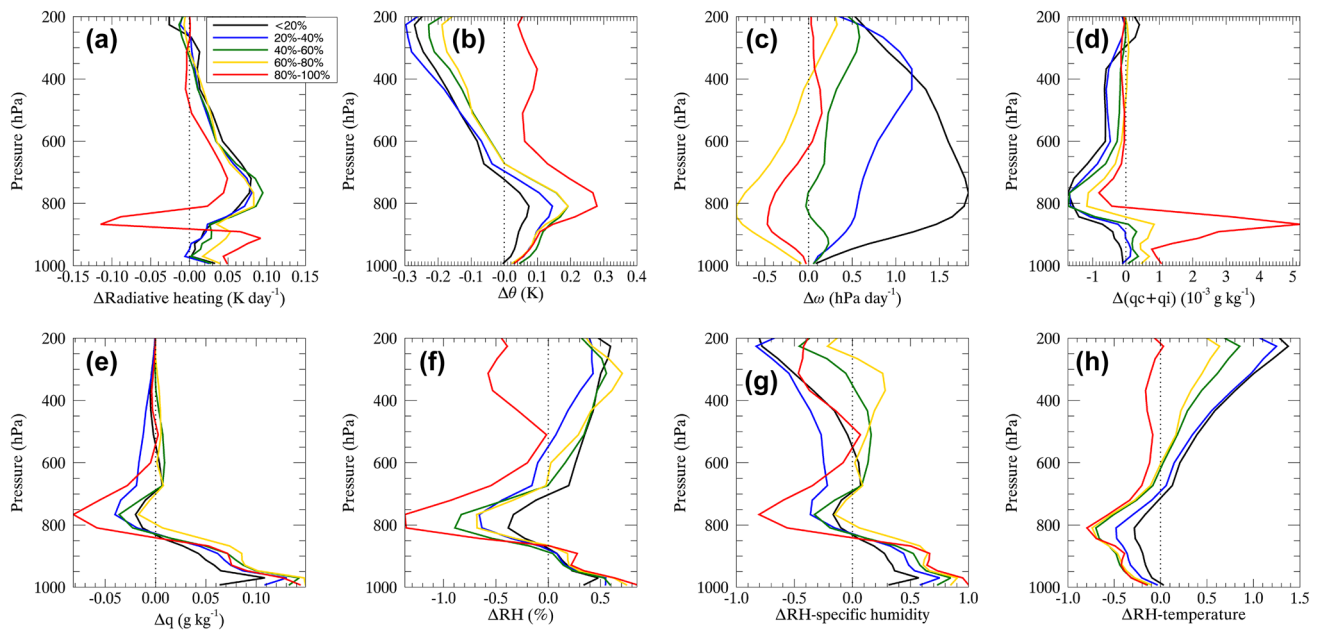 (a)
<20%
20%-40%
40%-60%
60%-80%
80%-100%
200
400
600
800
1000
Pressure (hPa)
-0.15 -0.10 -0.05 0.00 0.05 0.10 0.15
ΔRadiative heating (K day⁻¹)
(b)
200
400
600
800
1000
Pressure (hPa)
-0.3 -0.2 -0.1 -0.0 0.1 0.2 0.3 0.4
Δθ (K)
(c)
200
400
600
800
1000
Pressure (hPa)
-0.5 0.0 0.5 1.0 1.5
Δω (hPa day⁻¹)
(d)
200
400
600
800
1000
Pressure (hPa)
-1 0 1 2 3 4 5
Δ(qc+qi) (10⁻³ g kg⁻¹)
(e)
200
400
600
800
1000
Pressure (hPa)
-0.05 0.00 0.05 0.10
Δq (g kg⁻¹)
(f)
200
400
600
800
1000
Pressure (hPa)
-1.0 -0.5 0.0 0.5
ΔRH (%)
(g)
200
400
600
800
1000
Pressure (hPa)
-1.0 -0.5 0.0 0.5 1.0
ΔRH-specific humidity
(h)
200
400
600
800
1000
Pressure (hPa)
-1.0 -0.5 0.0 0.5 1.0 1.5
ΔRH-temperature